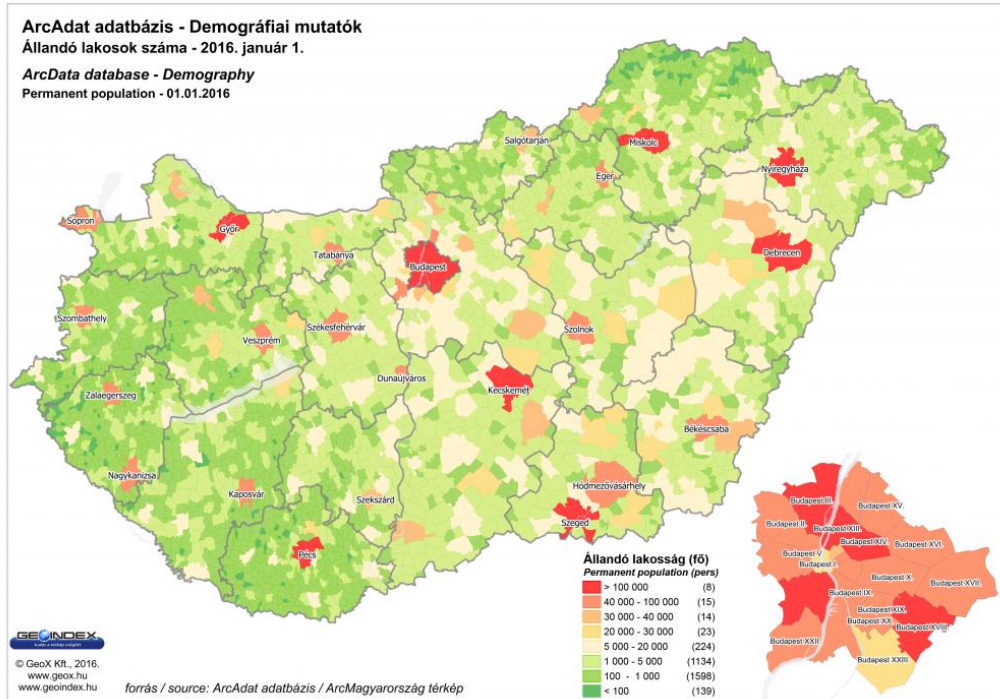 ArcAdat adatbázis - Demográfiai mutatók
Állandó lakosok száma - 2016. január 1.
ArcData database - Demography
Permanent population - 01.01.2016
Salgótarján
Miskolc
Eger
Nyíregyháza
Sopron
Győr
Tatabánya
Budapest
Debrecen
Szombathely
Veszprém
Székesfehérvár
Szolnok
Dunaújváros
Kecskemét
Zalaegerszeg
Békéscsaba
Nagykanizsa
Kaposvár
Szekszárd
Hódmezővásárhely
Szeged
Pécs
Budapest III.
Budapest XV.
Budapest II.
Budapest XIII.
Budapest XIV.
Budapest XVI.
Budapest V.
Budapest I.
Budapest X.
Budapest XVII.
Budapest IX.
Budapest XIX.
Budapest XX.
Budapest XVIII.
Budapest XXII.
Budapest XXIII.
Állandó lakosság (fő)
Permanent population (pers)
> 100 000 (8)
40 000 - 100 000 (15)
30 000 - 40 000 (14)
20 000 - 30 000 (23)
5 000 - 20 000 (224)
1 000 - 5 000 (1134)
100 - 1 000 (1598)
< 100 (139)
GEOINDEX
© GeoX Kft., 2016.
www.geox.hu
www.geoindex.hu
forrás / source: ArcAdat adatbázis / ArcMagyarország térkép